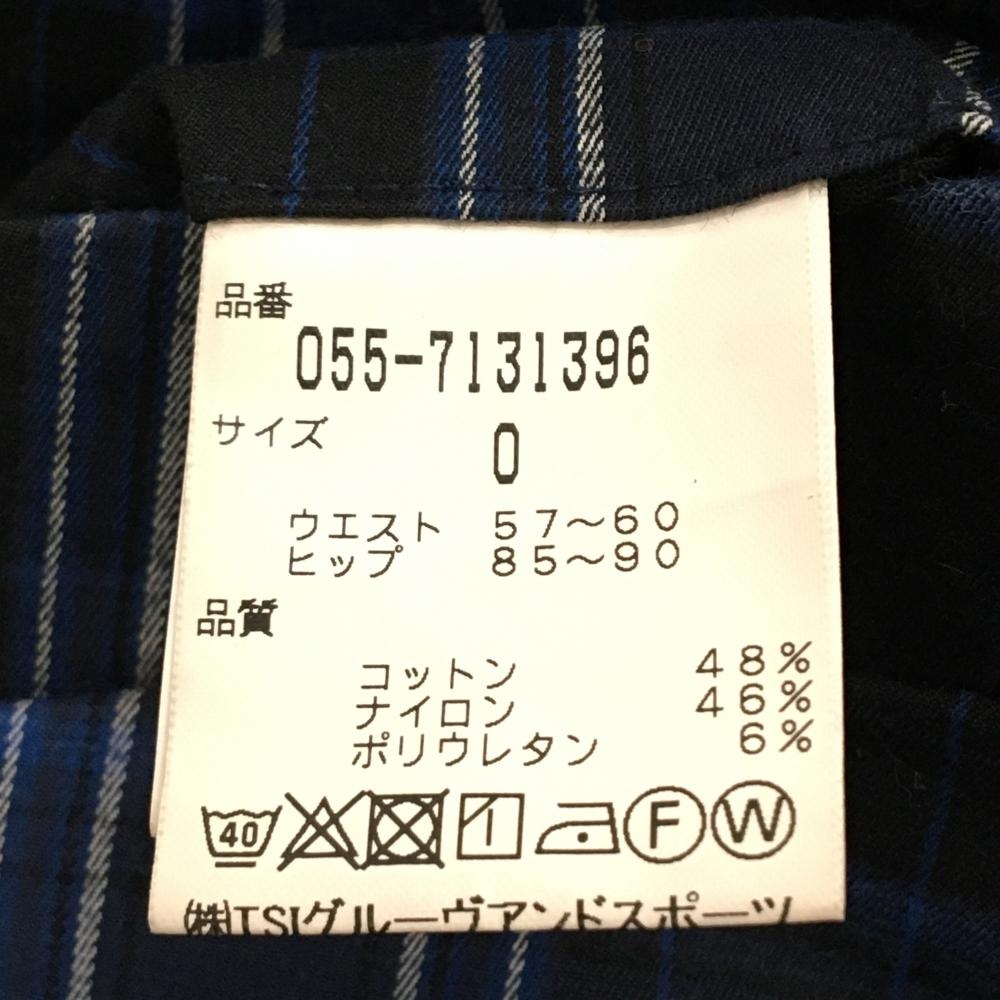 品番
055-7131396
サイズ
0
ウエスト 57～60
ヒップ 85～90
品質
コットン 48%
ナイロン 46%
ポリウレタン 6%
40 F W
㈱TSIグルーヴアンドスポーツ